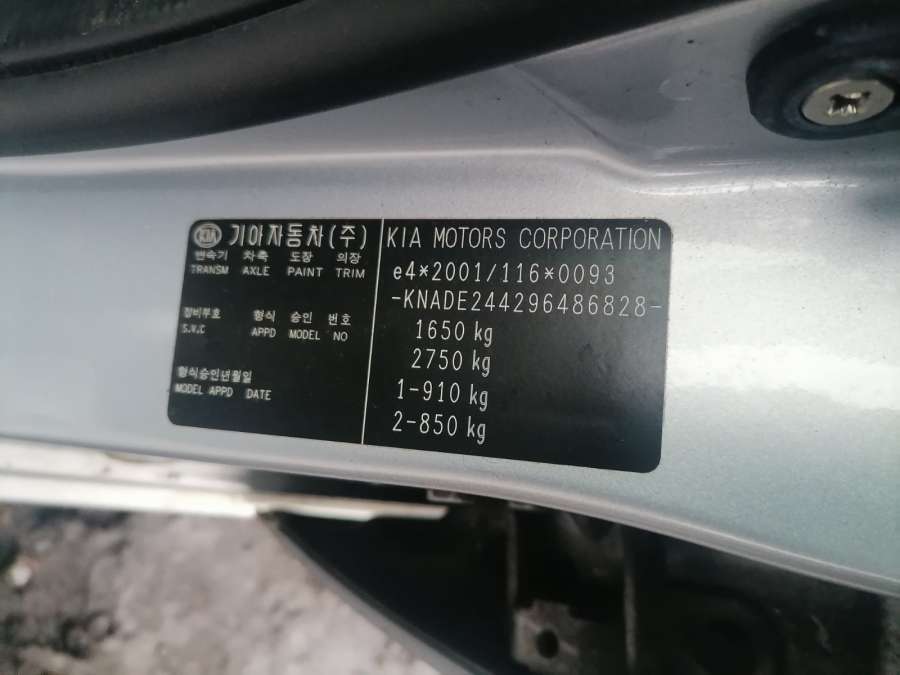 KIA 기아자동차(주)
변속기 차축 도장 의장
TRANSM AXLE PAINT TRIM
정비부호 형식 승인 번호
S.V.C APPD MODEL NO
형식승인년월일
MODEL APPD DATE
KIA MOTORS CORPORATION
e4*2001/116*0093
-KNADE244296486828-
1650 kg
2750 kg
1-910 kg
2-850 kg